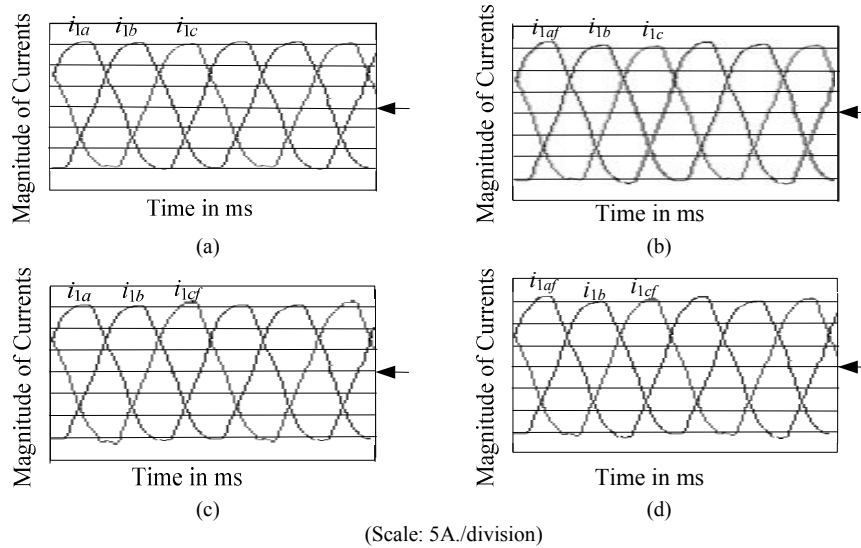 Magnitude of Currents
i1a i1b i1c
Time in ms
(a)
Magnitude of Currents
i1af i1b i1c
Time in ms
(b)
Magnitude of Currents
i1a i1b i1cf
Time in ms
(c)
Magnitude of Currents
i1af i1b i1cf
Time in ms
(d)
(Scale: 5A./division)